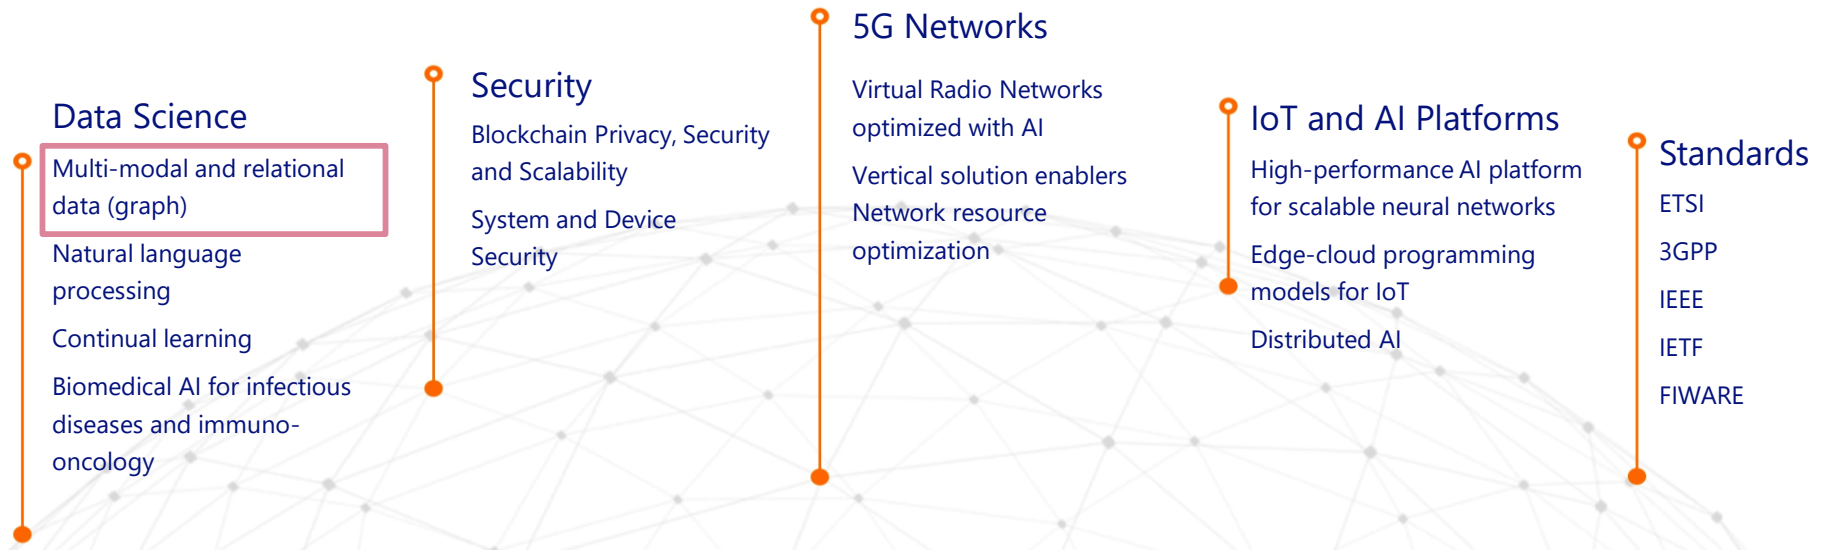 Data Science
Multi-modal and relational
data (graph)
Natural language
processing
Continual learning
Biomedical AI for infectious
diseases and immuno-
oncology
Security
Blockchain Privacy, Security
and Scalability
System and Device
Security
5G Networks
Virtual Radio Networks
optimized with AI
Vertical solution enablers
Network resource
optimization
IoT and AI Platforms
High-performance AI platform
for scalable neural networks
Edge-cloud programming
models for IoT
Distributed AI
Standards
ETSI
3GPP
IEEE
IETF
FIWARE